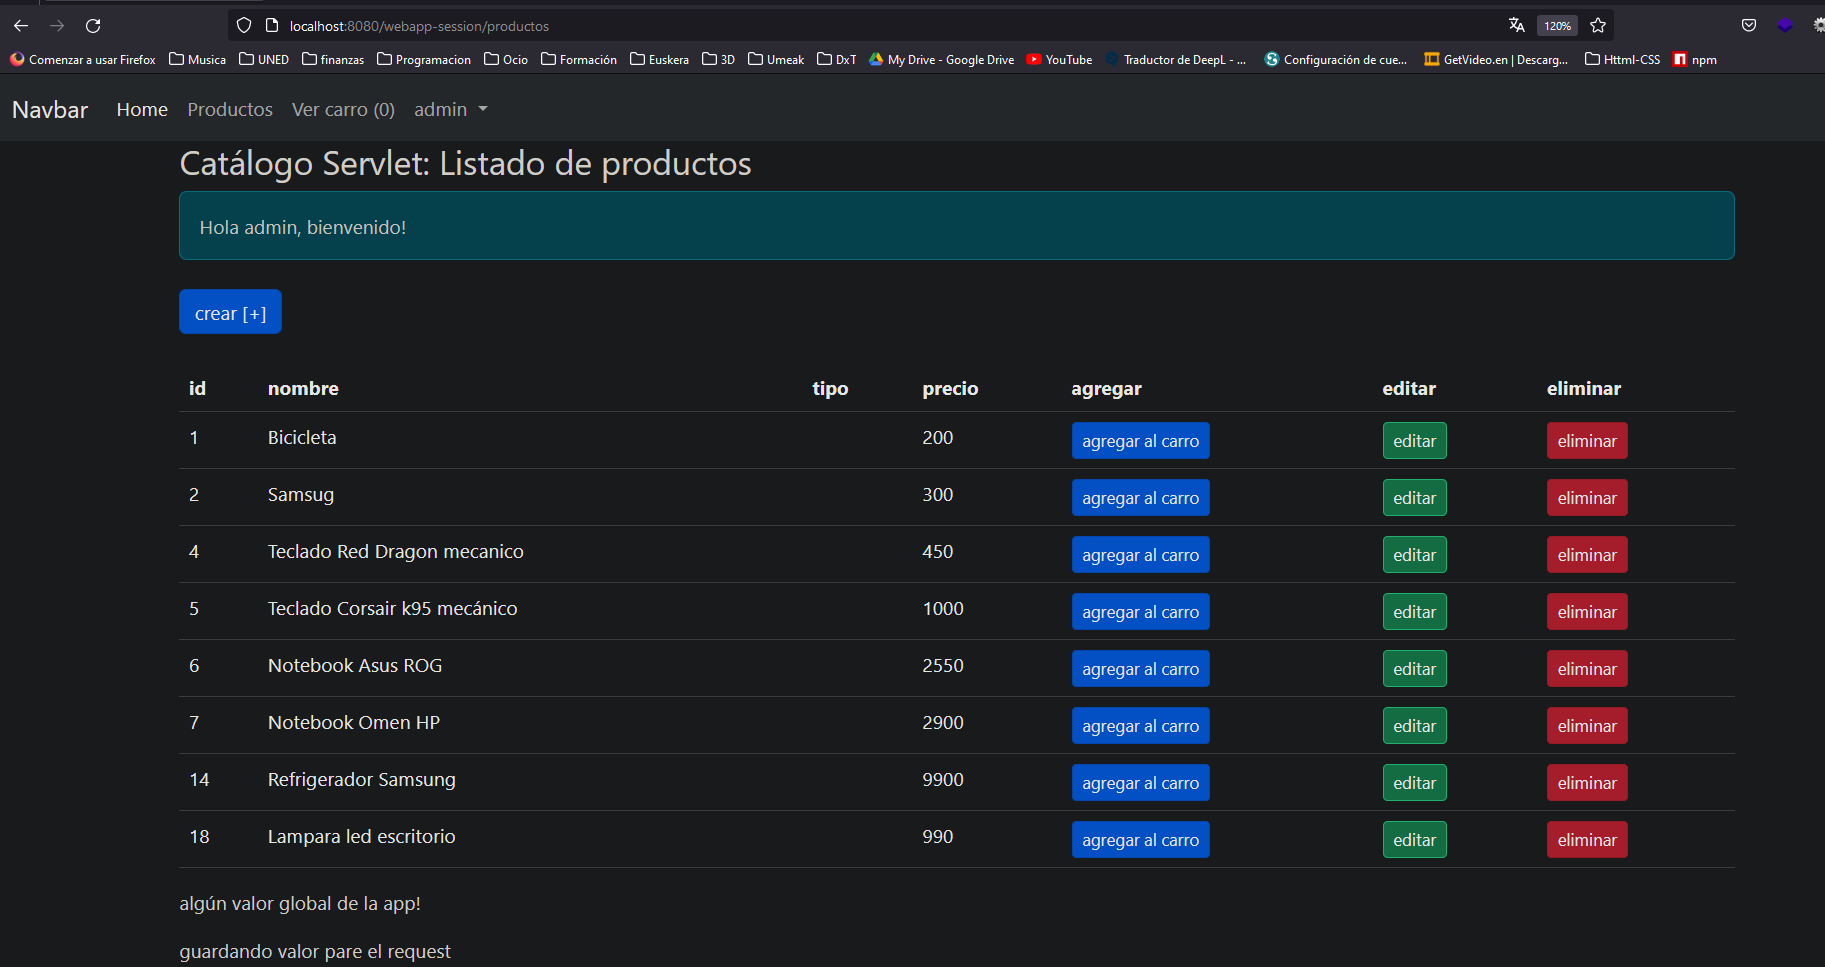 localhost:8080/webapp-session/productos 120%
Comenzar a usar Firefox Musica UNED finanzas Programacion Ocio Formación Euskera 3D Umeak DxT My Drive - Google Drive YouTube Traductor de DeepL - ... Configuración de cue... GetVideo.en | Descarg... Httml-CSS npm
Navbar Home Productos Ver carro (0) admin
Catálogo Servlet: Listado de productos
Hola admin, bienvenido!
crear [+]
id nombre tipo precio agregar editar eliminar
1 Bicicleta 200 agregar al carro editar eliminar
2 Samsug 300 agregar al carro editar eliminar
4 Teclado Red Dragon mecanico 450 agregar al carro editar eliminar
5 Teclado Corsair k95 mecánico 1000 agregar al carro editar eliminar
6 Notebook Asus ROG 2550 agregar al carro editar eliminar
7 Notebook Omen HP 2900 agregar al carro editar eliminar
14 Refrigerador Samsung 9900 agregar al carro editar eliminar
18 Lampara led escritorio 990 agregar al carro editar eliminar
algún valor global de la app!
guardando valor pare el request